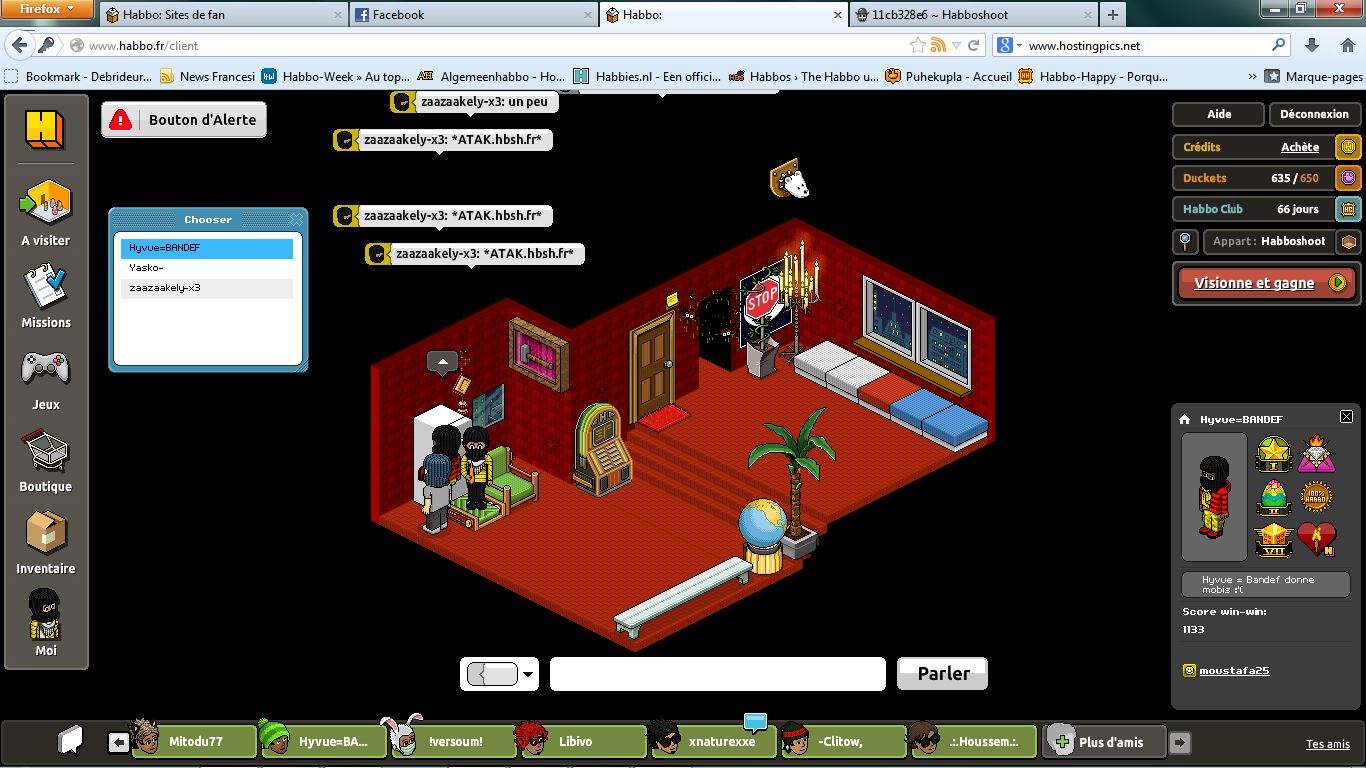 Firefox
Habbo: Sites de fan
Facebook
Habbo:
11cb328e6 ~ Habboshoot
www.habbo.fr/client
www.hostingpics.net
Bookmark - Debrideur...
News Francesi
Habbo-Week » Au top...
Algemeenhabbo - Ho...
Habbies.nl - Een offici...
Habbos › The Habbo u...
Puhekupla - Accueil
Habbo-Happy - Porqu...
»
Marque-pages
Bouton d'Alerte
zaazaakely-x3: un peu
zaazaakely-x3: *ATAK.hbsh.fr*
zaazaakely-x3: *ATAK.hbsh.fr*
zaazaakely-x3: *ATAK.hbsh.fr*
Chooser
Hyvue=BANDEF
Yasko-
zaazaakely-x3
A visiter
Missions
Jeux
Boutique
Inventaire
Moi
STOP
Aide
Déconnexion
Crédits
Achète
Duckets
635 / 650
Habbo Club
66 jours
Appart : Habboshoot
Visionne et gagne
Hyvue=BANDEF
I
II
100% HABBO
VII
H
Hyvue = Bandef donne
mobis :'(
Score win-win:
1133
moustafa25
Parler
Mitodu77
Hyvue=BA...
!versoum!
Libivo
xnaturexxe
-Clitow,
.:.Houssem.:.
Plus d'amis
Tes amis